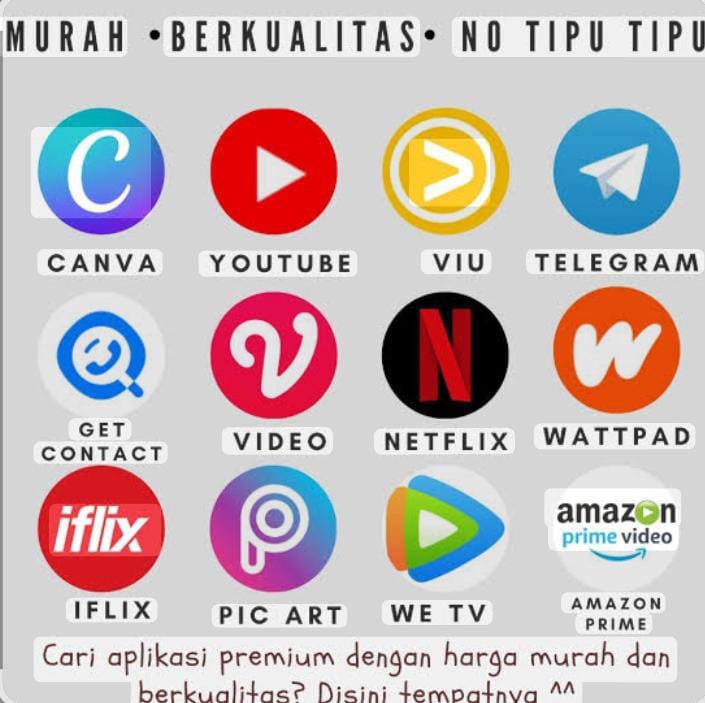 MURAH •BERKUALITAS• NO TIPU TIPU
C
CANVA YOUTUBE VIU TELEGRAM
GET CONTACT VIDEO NETFLIX WATTPAD
iflix amazon prime video
IFLIX PIC ART WE TV AMAZON PRIME
Cari aplikasi premium dengan harga murah dan
berkualitas? Disini tempatnya ^^